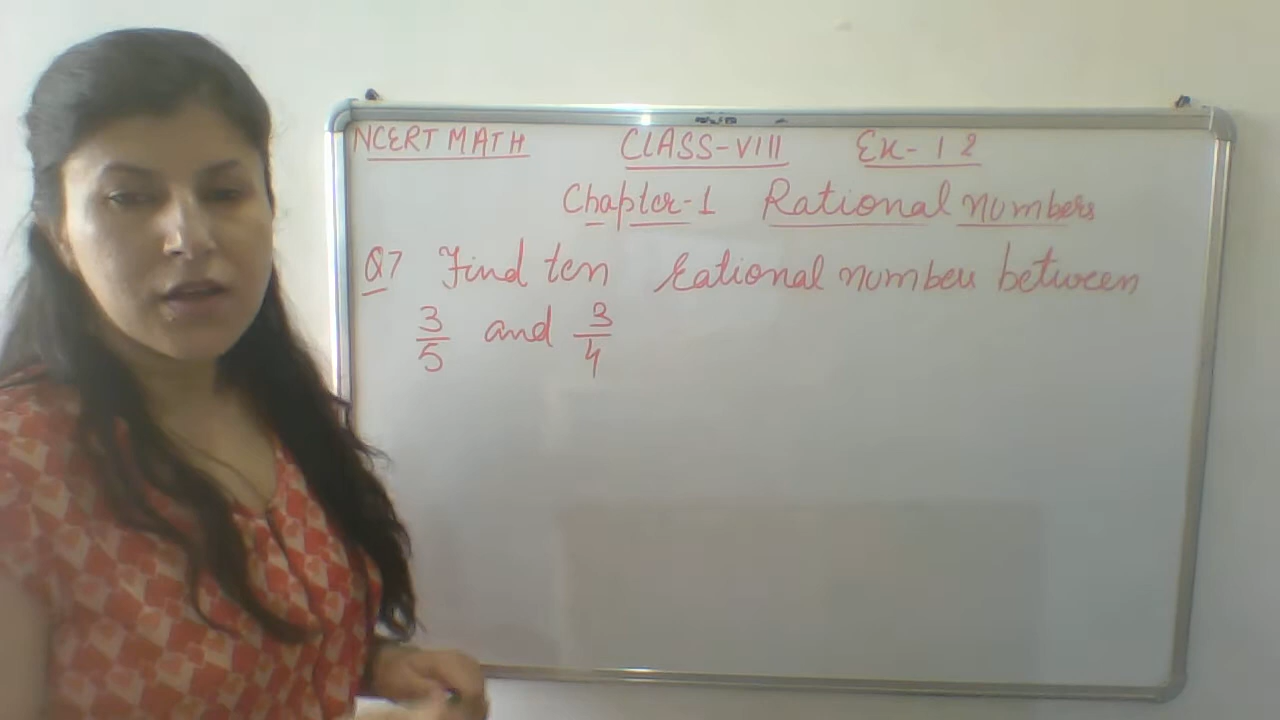 NCERT MATH CLASS-VIII Ex-1 2
Chapter-1 Rational numbers
Q7 Find ten rational number between
3/5 and 3/4